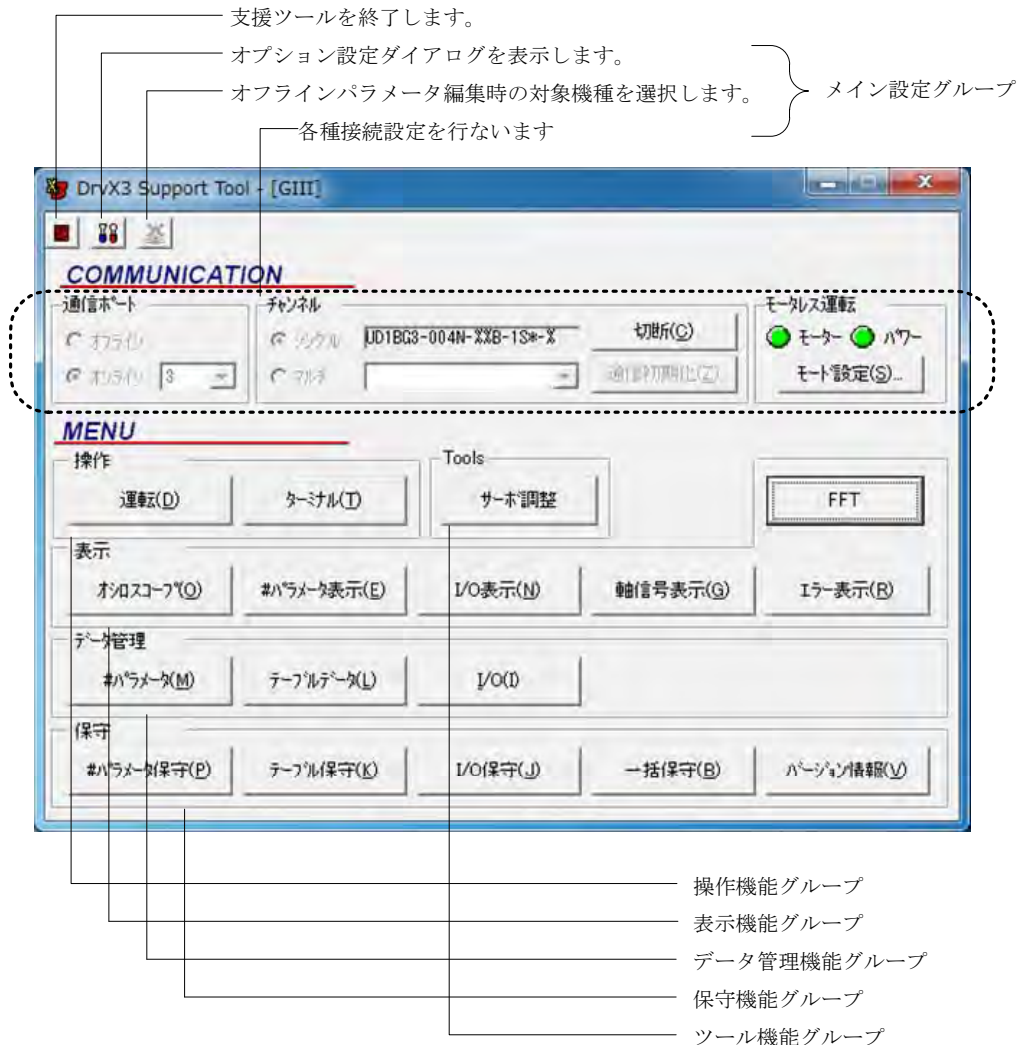 支援ツールを終了します。
オプション設定ダイアログを表示します。
オフラインパラメータ編集時の対象機種を選択します。
メイン設定グループ
各種接続設定を行ないます
DrvX3 Support Tool - [GIII]
COMMUNICATION
通信ﾎﾟｰﾄ
ｵﾌﾗｲﾝ
ｵﾝﾗｲﾝ 3
ﾁｬﾝﾈﾙ
ｼﾝｸﾞﾙ UD1BG3-004N-%%B-1S*-% 切断(C)
ﾏﾙﾁ 通信初期化(Z)
ﾓｰﾀﾚｽ運転
ﾓｰﾀｰ ﾊﾟﾜｰ
ﾓｰﾄﾞ設定(S)...
MENU
操作
運転(D) ﾀｰﾐﾅﾙ(T)
Tools
ｻｰﾎﾞ調整
FFT
表示
ｵｼﾛｽｺｰﾌﾟ(O) #ﾊﾟﾗﾒｰﾀ表示(E) I/O表示(N) 軸信号表示(G) ｴﾗｰ表示(R)
ﾃﾞｰﾀ管理
#ﾊﾟﾗﾒｰﾀ(M) ﾃｰﾌﾞﾙﾃﾞｰﾀ(L) I/O(I)
保守
#ﾊﾟﾗﾒｰﾀ保守(P) ﾃｰﾌﾞﾙ保守(K) I/O保守(J) 一括保守(B) ﾊﾞｰｼﾞｮﾝ情報(V)
操作機能グループ
表示機能グループ
データ管理機能グループ
保守機能グループ
ツール機能グループ